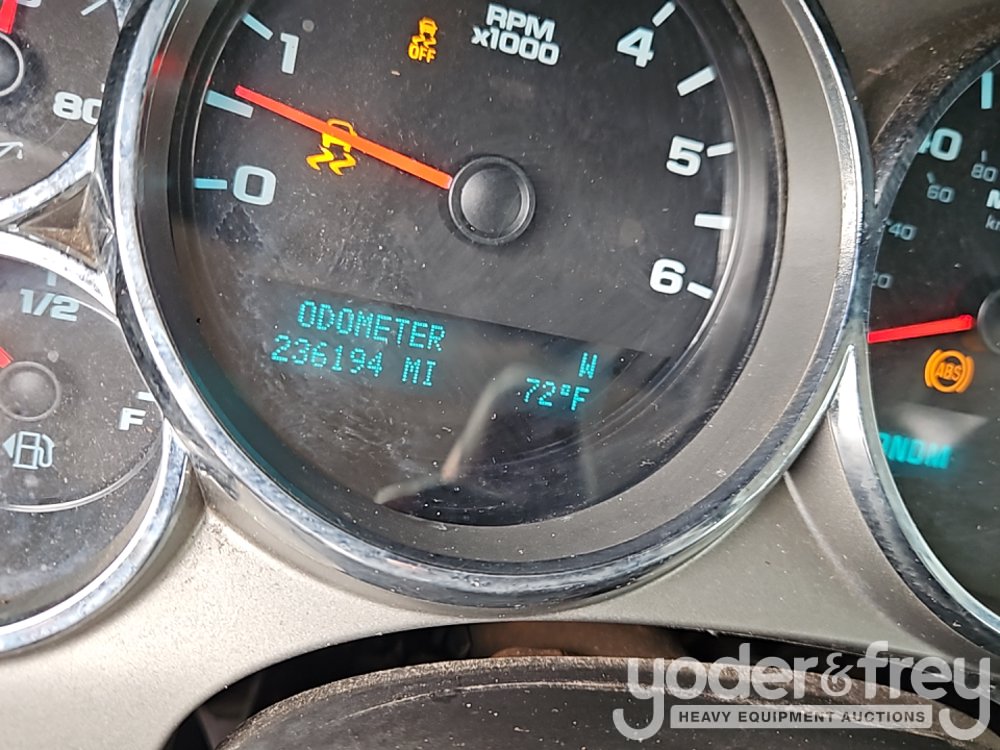 OFF
RPM
x1000
0
1
4
5
6
80
1/2
F
ODOMETER
236194 MI
W
72°F
60
80
40
20
ABS
yoder&frey
HEAVY EQUIPMENT AUCTIONS